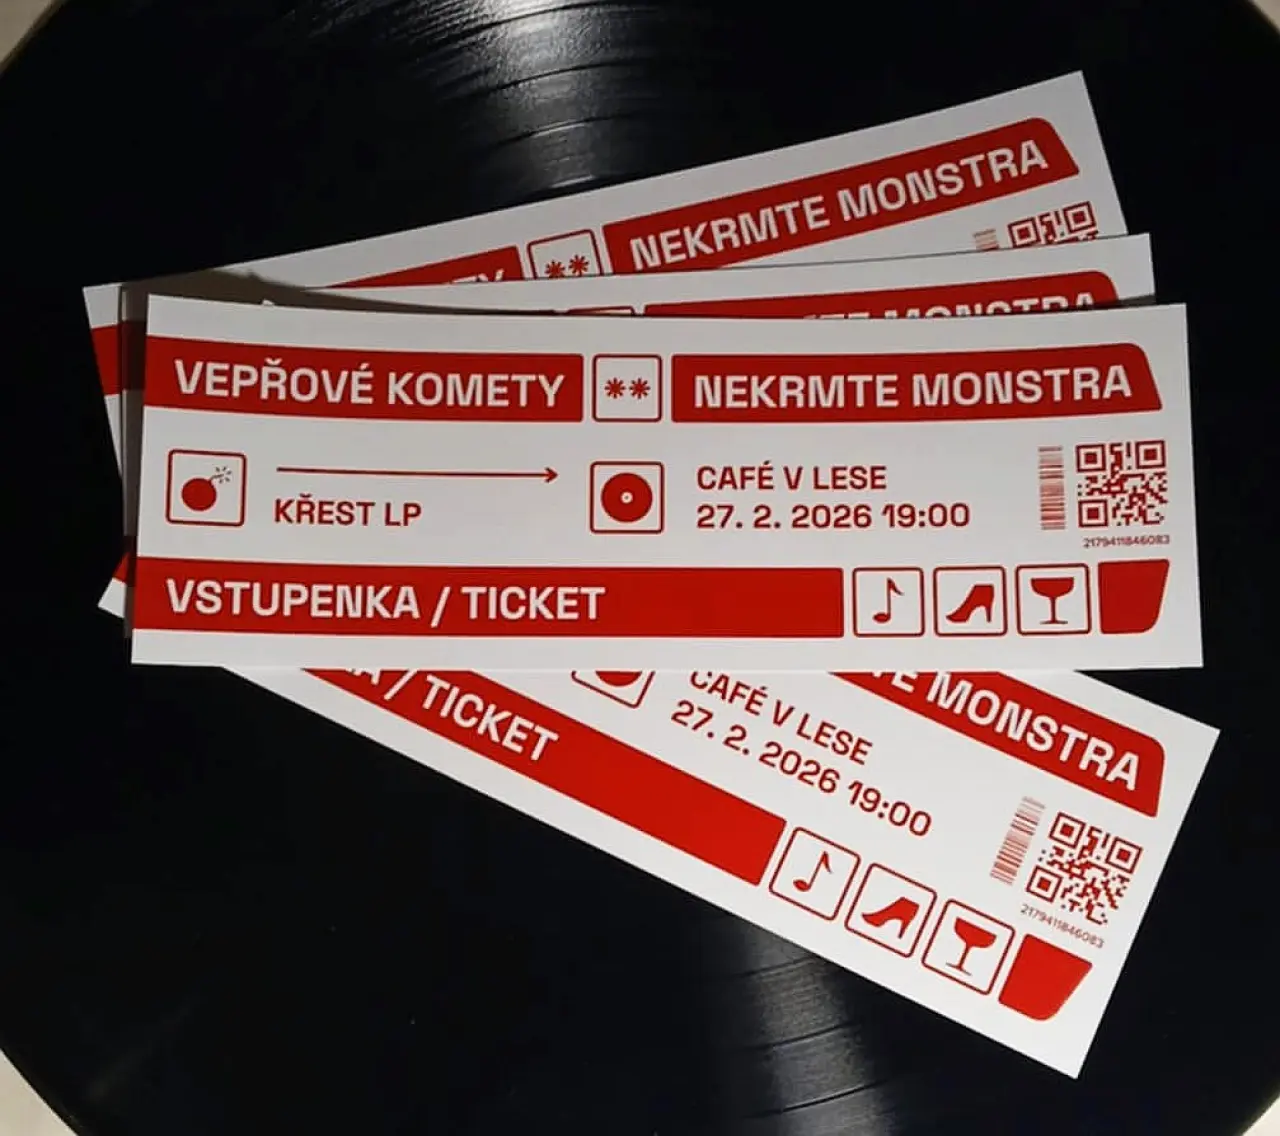 NEKRMTE MONSTRA
VEPŘOVÉ KOMETY ** NEKRMTE MONSTRA
KŘEST LP
CAFÉ V LESE
27. 2. 2026 19:00
2179411846083
VSTUPENKA / TICKET
MONSTRA
CAFÉ V LESE
27. 2. 2026 19:00
/ TICKET
2179411846083